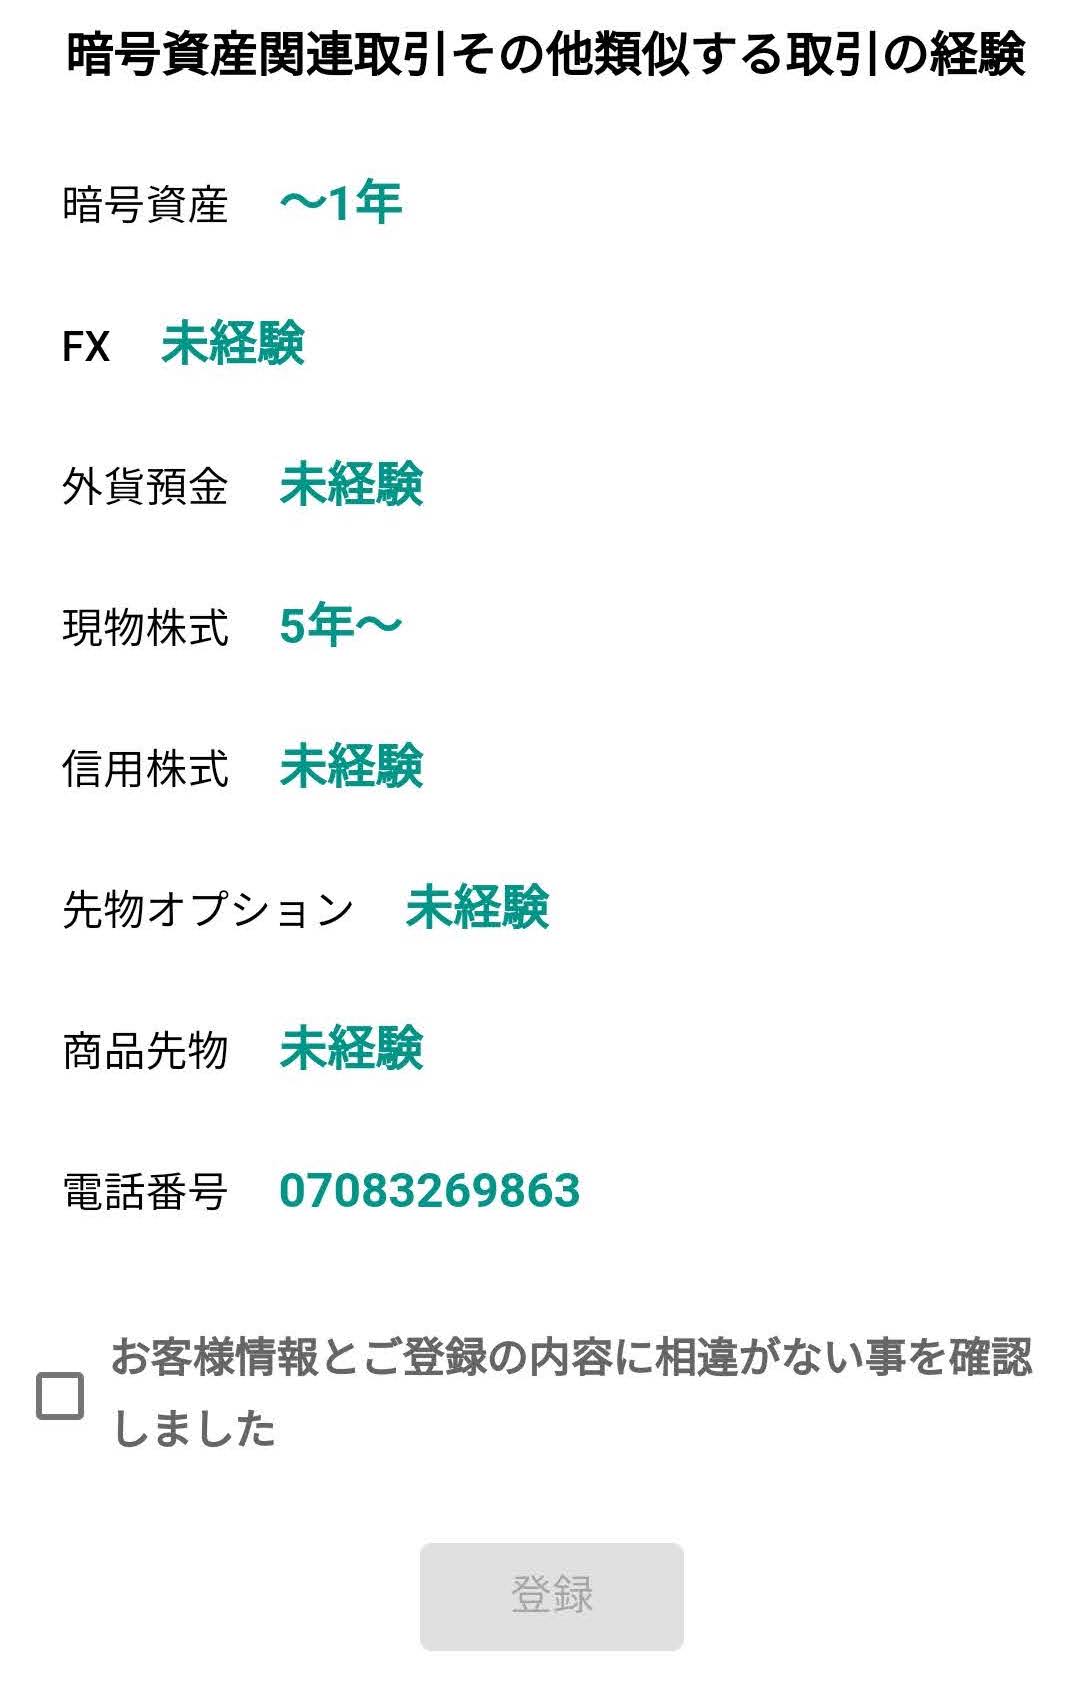 暗号資産関連取引その他類似する取引の経験
暗号資産 〜1年
FX 未経験
外貨預金 未経験
現物株式 5年〜
信用株式 未経験
先物オプション 未経験
商品先物 未経験
電話番号 07083269863
お客様情報とご登録の内容に相違がない事を確認
しました
登録